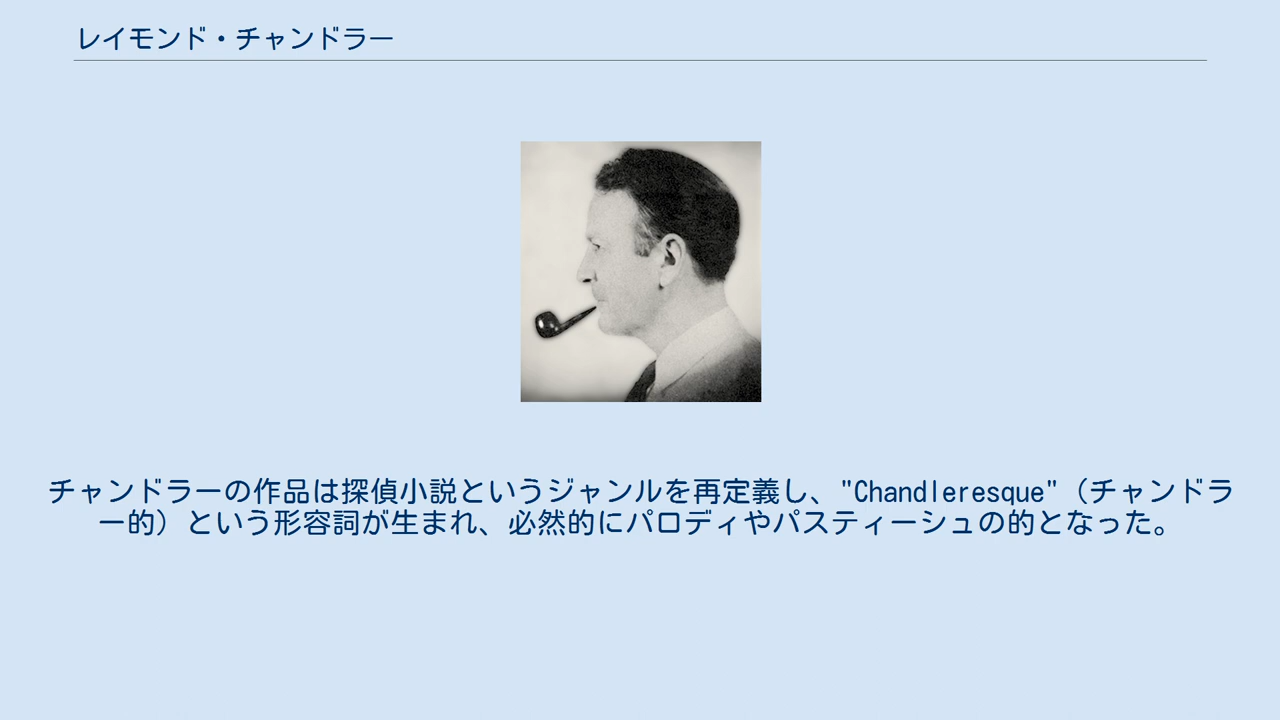 レイモンド・チャンドラー
チャンドラーの作品は探偵小説というジャンルを再定義し、"Chandleresque"（チャンドラ
ー的）という形容詞が生まれ、必然的にパロディやパスティーシュの的となった。